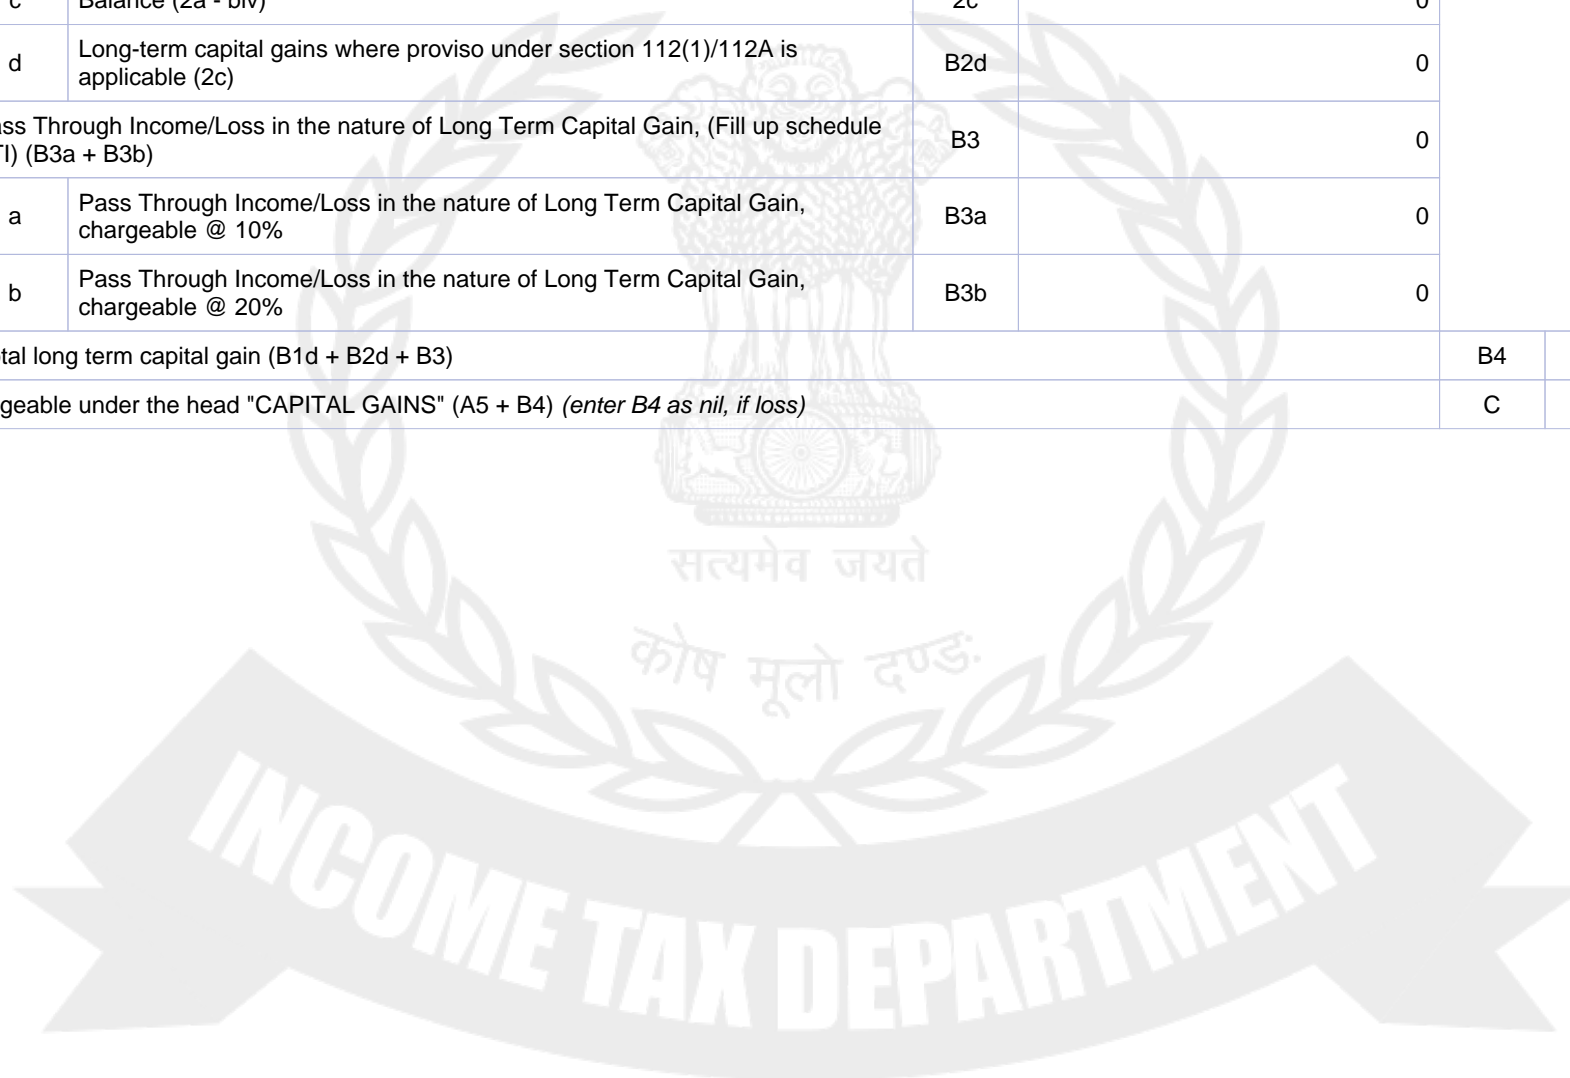 c Balance (2a - biv) 2c 0
d Long-term capital gains where proviso under section 112(1)/112A is
applicable (2c) B2d 0
ss Through Income/Loss in the nature of Long Term Capital Gain, (Fill up schedule
TI) (B3a + B3b) B3 0
a Pass Through Income/Loss in the nature of Long Term Capital Gain,
chargeable @ 10% B3a 0
b Pass Through Income/Loss in the nature of Long Term Capital Gain,
chargeable @ 20% B3b 0
tal long term capital gain (B1d + B2d + B3) B4
geable under the head "CAPITAL GAINS" (A5 + B4) (enter B4 as nil, if loss) C
सत्यमेव जयते
कोष मूलो दण्डः
INCOME TAX DEPARTMENT